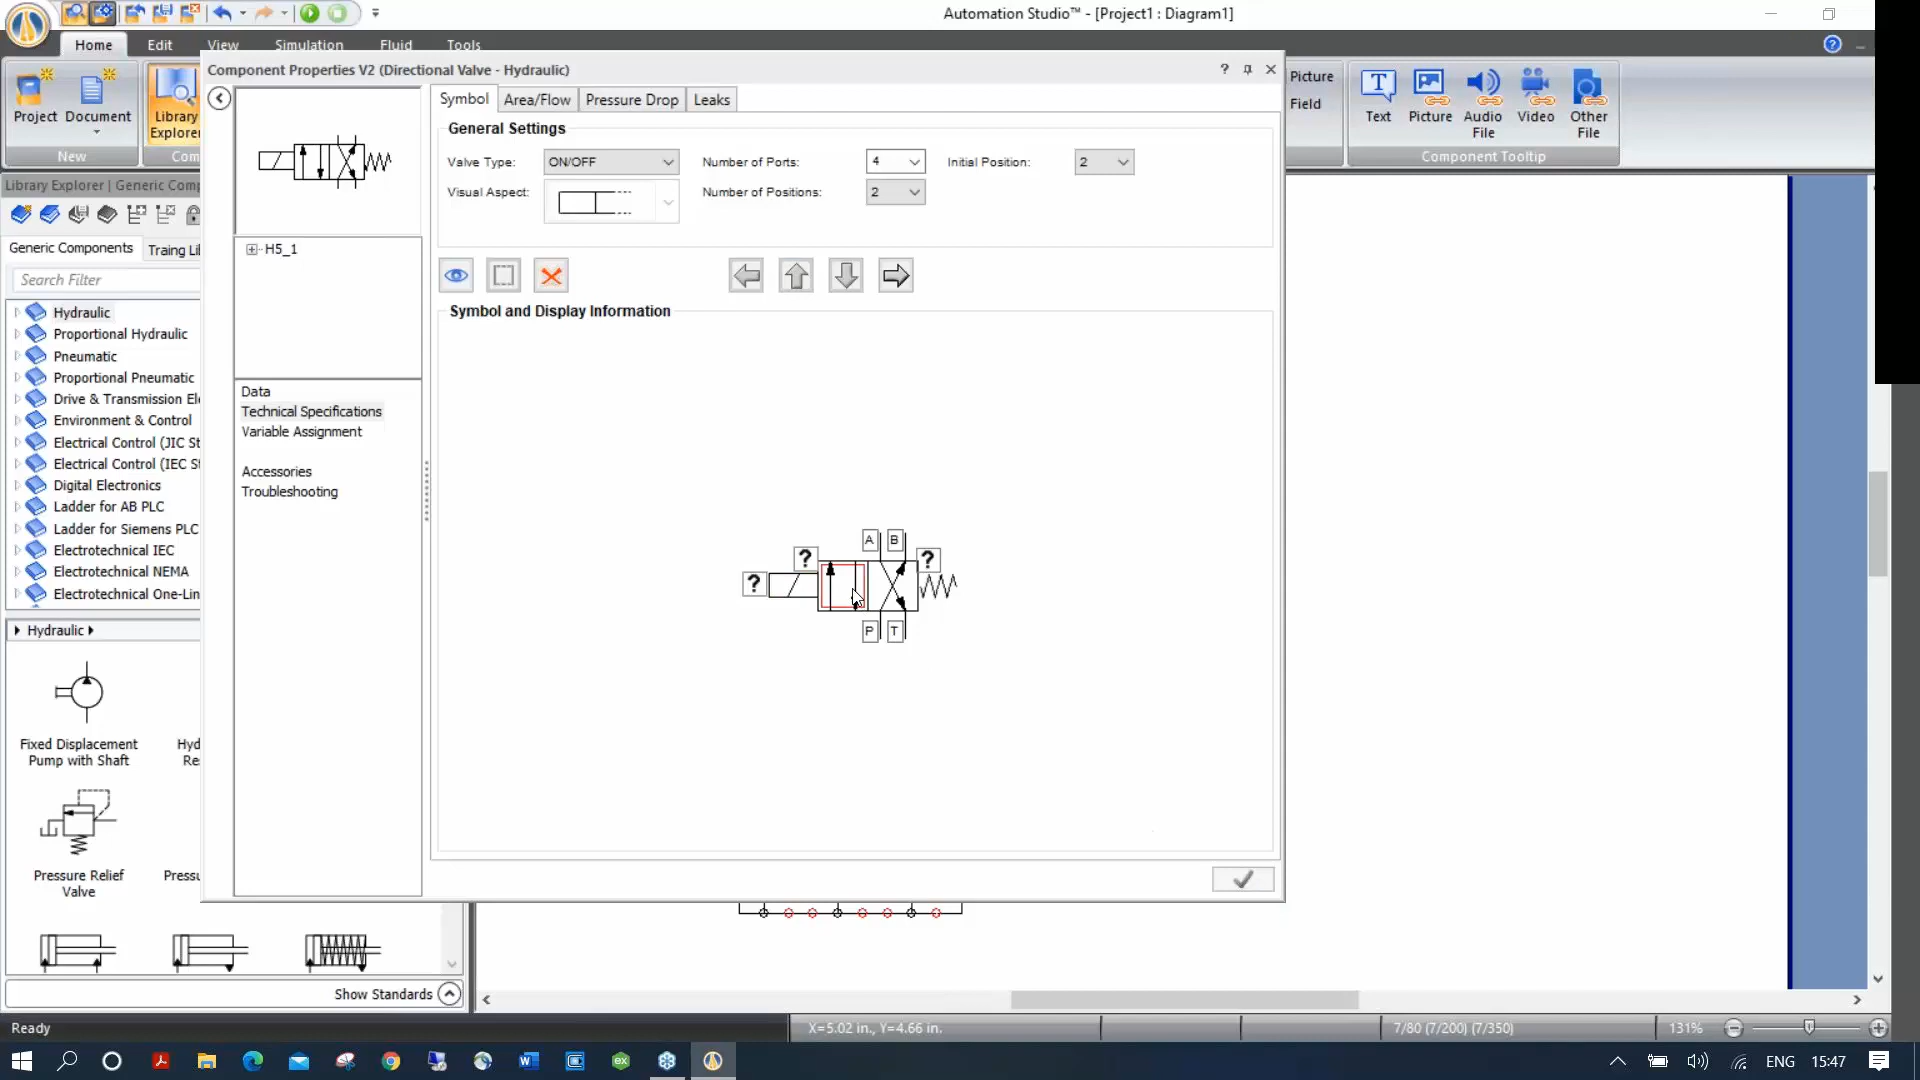 Automation Studio™ - [Project1 : Diagram1]
Home Edit View Simulation Fluid Tools
Component Properties V2 (Directional Valve - Hydraulic)
Project
Document
Library
Explorer
New
Picture
Field
Text
Picture
Audio
File
Video
Other
File
Component Tooltip
Symbol Area/Flow Pressure Drop Leaks
General Settings
Valve Type: ON/OFF
Number of Ports: 4
Initial Position: 2
Visual Aspect:
Number of Positions: 2
Symbol and Display Information
H5_1
Data
Technical Specifications
Variable Assignment
Accessories
Troubleshooting
? ? ?
A B
P T
Library Explorer | Generic Comp
Generic Components
Traing Li
Search Filter
Hydraulic
Proportional Hydraulic
Pneumatic
Proportional Pneumatic
Drive & Transmission El
Environment & Control
Electrical Control (JIC St
Electrical Control (IEC S
Digital Electronics
Ladder for AB PLC
Ladder for Siemens PLC
Electrotechnical IEC
Electrotechnical NEMA
Electrotechnical One-Lin
Hydraulic
Fixed Displacement
Pump with Shaft
Hyd
Re
Pressure Relief
Valve
Pressu
Show Standards
Ready
X=5.02 in., Y=4.66 in.
7/80 (7/200) (7/350)
131%
ENG
15:47